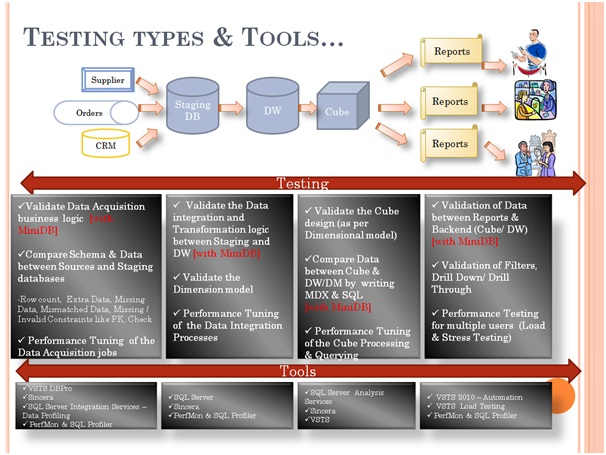 TESTING TYPES & TOOLS...
Supplier
Orders
CRM
Staging
DB
DW
Cube
Reports
Reports
Reports
Testing
✓Validate Data Acquisition
business logic [with
MiniDB]
✓Compare Schema & Data
between Sources and Staging
databases
-Row count, Extra Data, Missing
Data, Mismatched Data, Missing /
Invalid Constraints like PK, Check
✓ Performance Tuning of the
Data Acquisition jobs
✓ Validate the Data
integration and
Transformation logic
between Staging and
DW [with MiniDB]
✓ Validate the
Dimension model
✓ Performance Tuning
of the Data Integration
Processes
✓Validate the Cube
design (as per
Dimensional model)
✓Compare Data
between Cube &
DW/DM by writing
MDX & SQL
[with MiniDB]
✓ Performance Tuning
of the Cube Processing
& Querying
✓ Validation of Data
between Reports &
Backend (Cube/ DW)
[with MiniDB]
✓ Validation of Filters,
Drill Down/ Drill
Through
✓ Performance Testing
for multiple users (Load
& Stress Testing)
Tools
✓VSTS DBPro
✓Sincera
✓SQL Server Integration Services –
Data Profiling
✓ PerfMon & SQL Profiler
✓SQL Server
✓Sincera
✓PerfMon & SQL Profiler
✓SQL Server Analysis
Services
✓Sincera
✓VSTS
✓ VSTS 2010 – Automation
✓ VSTS Load Testing
✓ PerfMon & SQL Profiler